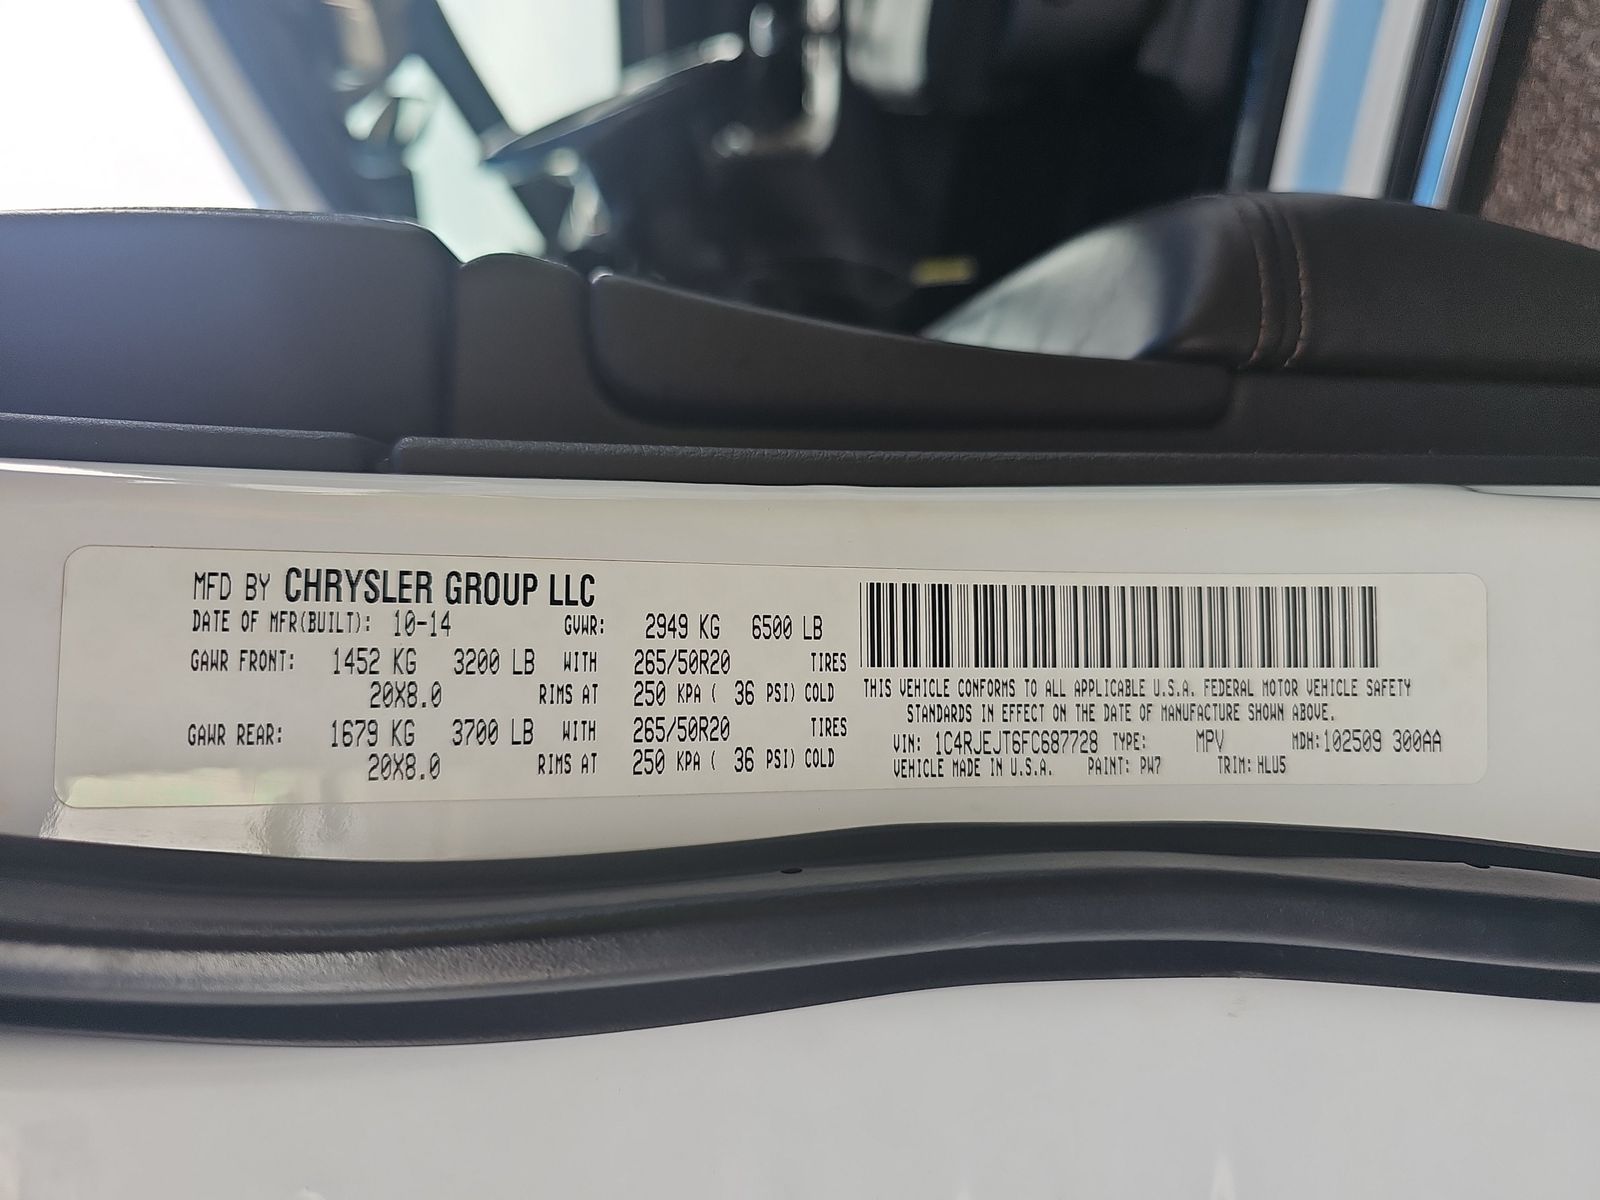 MFD BY CHRYSLER GROUP LLC
DATE OF MFR(BUILT): 10-14 GVWR: 2949 KG 6500 LB
GAWR FRONT: 1452 KG 3200 LB WITH 265/50R20 TIRES
20X8.0 RIMS AT 250 KPA ( 36 PSI) COLD
GAWR REAR: 1679 KG 3700 LB WITH 265/50R20 TIRES
20X8.0 RIMS AT 250 KPA ( 36 PSI) COLD
THIS VEHICLE CONFORMS TO ALL APPLICABLE U.S.A. FEDERAL MOTOR VEHICLE SAFETY
STANDARDS IN EFFECT ON THE DATE OF MANUFACTURE SHOWN ABOVE.
VIN: 1C4RJEJT6FC687728 TYPE: MPV MDH:102509 300AA
VEHICLE MADE IN U.S.A. PAINT: PW7 TRIM: HLU5